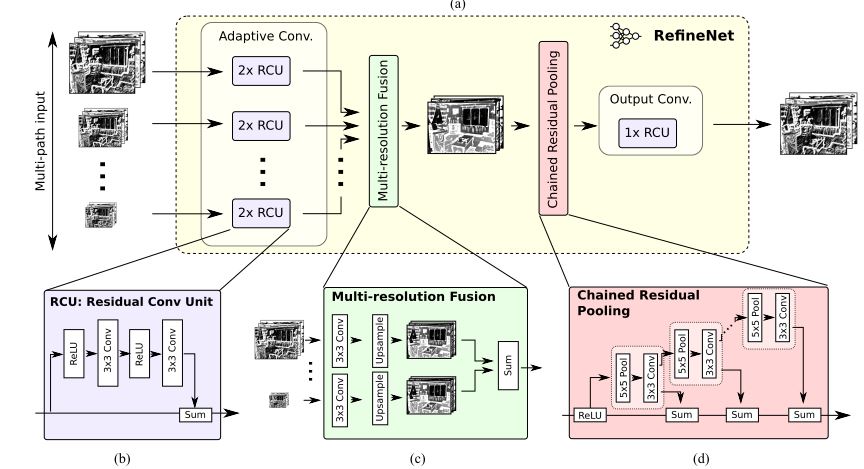 (a)
Multi-path input
Adaptive Conv.
2x RCU
2x RCU
2x RCU
Multi-resolution Fusion
Chained Residual Pooling
RefineNet
Output Conv.
1x RCU
RCU: Residual Conv Unit
ReLU
3x3 Conv
ReLU
3x3 Conv
Sum
(b)
Multi-resolution Fusion
3x3 Conv
Upsample
3x3 Conv
Upsample
Sum
(c)
Chained Residual
Pooling
ReLU
5x5 Pool
3x3 Conv
Sum
5x5 Pool
3x3 Conv
Sum
5x5 Pool
3x3 Conv
Sum
(d)